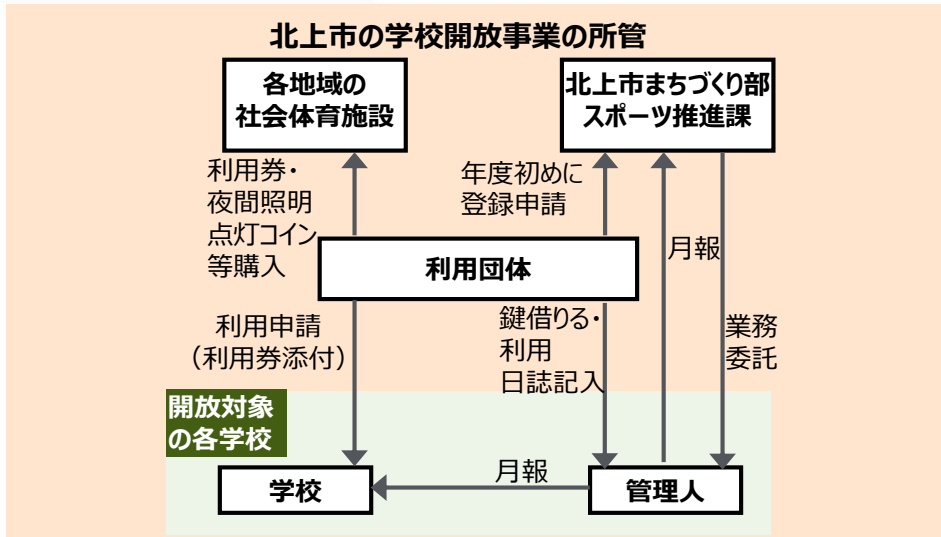 北上市の学校開放事業の所管
各地域の
社会体育施設
北上市まちづくり部
スポーツ推進課
利用券・
夜間照明
点灯コイン
等購入
年度初めに
登録申請
月報
利用団体
利用申請
（利用券添付）
鍵借りる・
利用
日誌記入
業務
委託
開放対象
の各学校
学校
月報
管理人